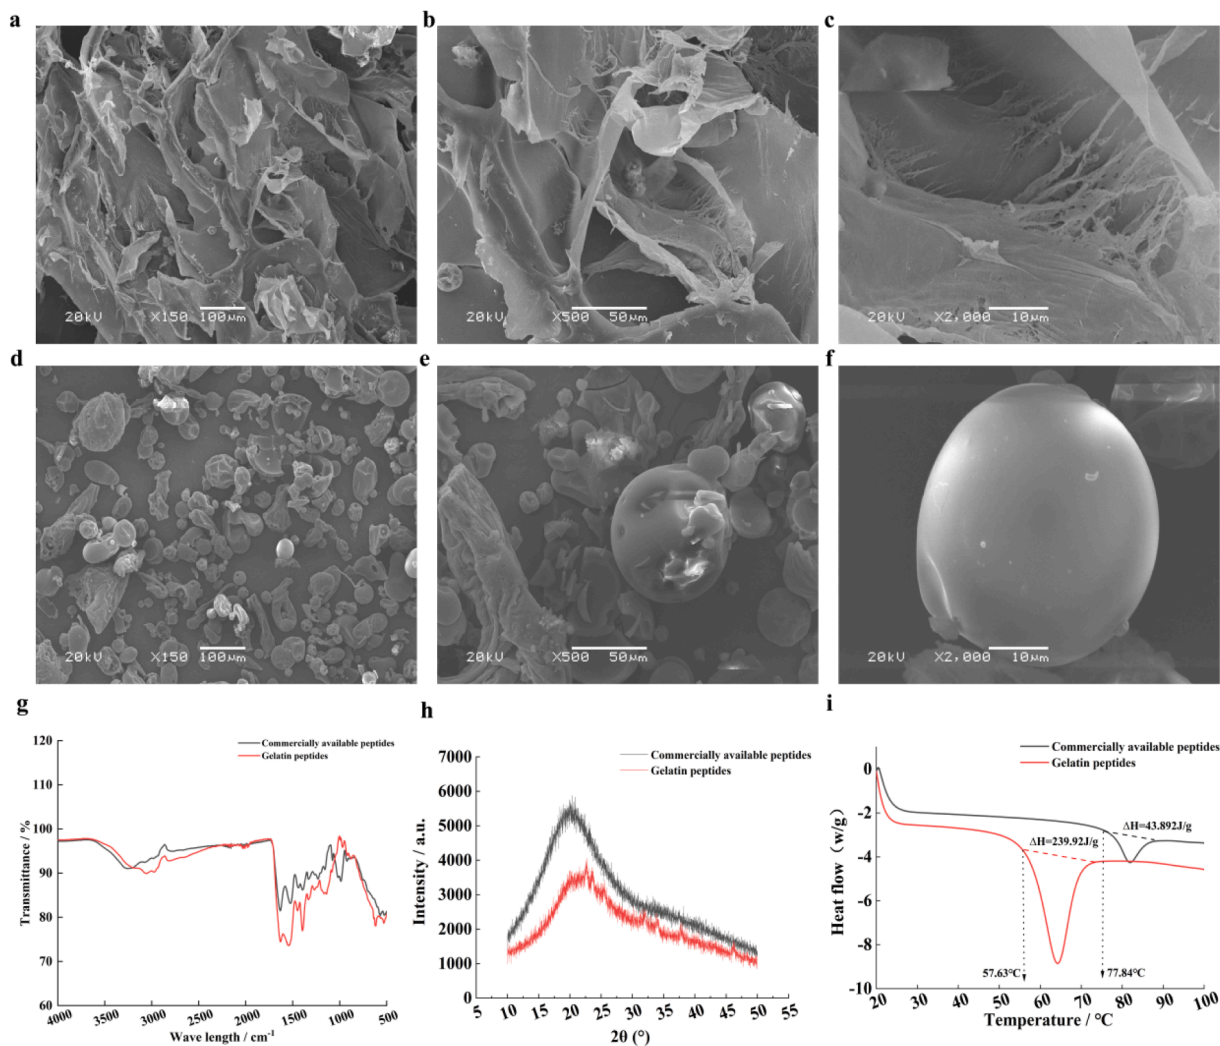 a
b
c
20kV X150 100μm
20kV X500 50μm
20kV X2,000 10μm
d
e
f
20kV X150 100μm
20kV X500 50μm
20kV X2,000 10μm
g
120
110
100
90
80
70
60
Transmittance / %
4000 3500 3000 2500 2000 1500 1000 500
Wave length / cm⁻¹
Commercially available peptides
Gelatin peptides
h
7000
6000
5000
4000
3000
2000
1000
0
Intensity / a.u.
5 10 15 20 25 30 35 40 45 50 55
2θ (°)
Commercially available peptides
Gelatin peptides
i
0
-2
-4
-6
-8
-10
Heat flow（w/g）
20 30 40 50 60 70 80 90 100
Temperature / °C
Commercially available peptides
Gelatin peptides
ΔH=43.892J/g
ΔH=239.92J/g
57.63°C
77.84°C